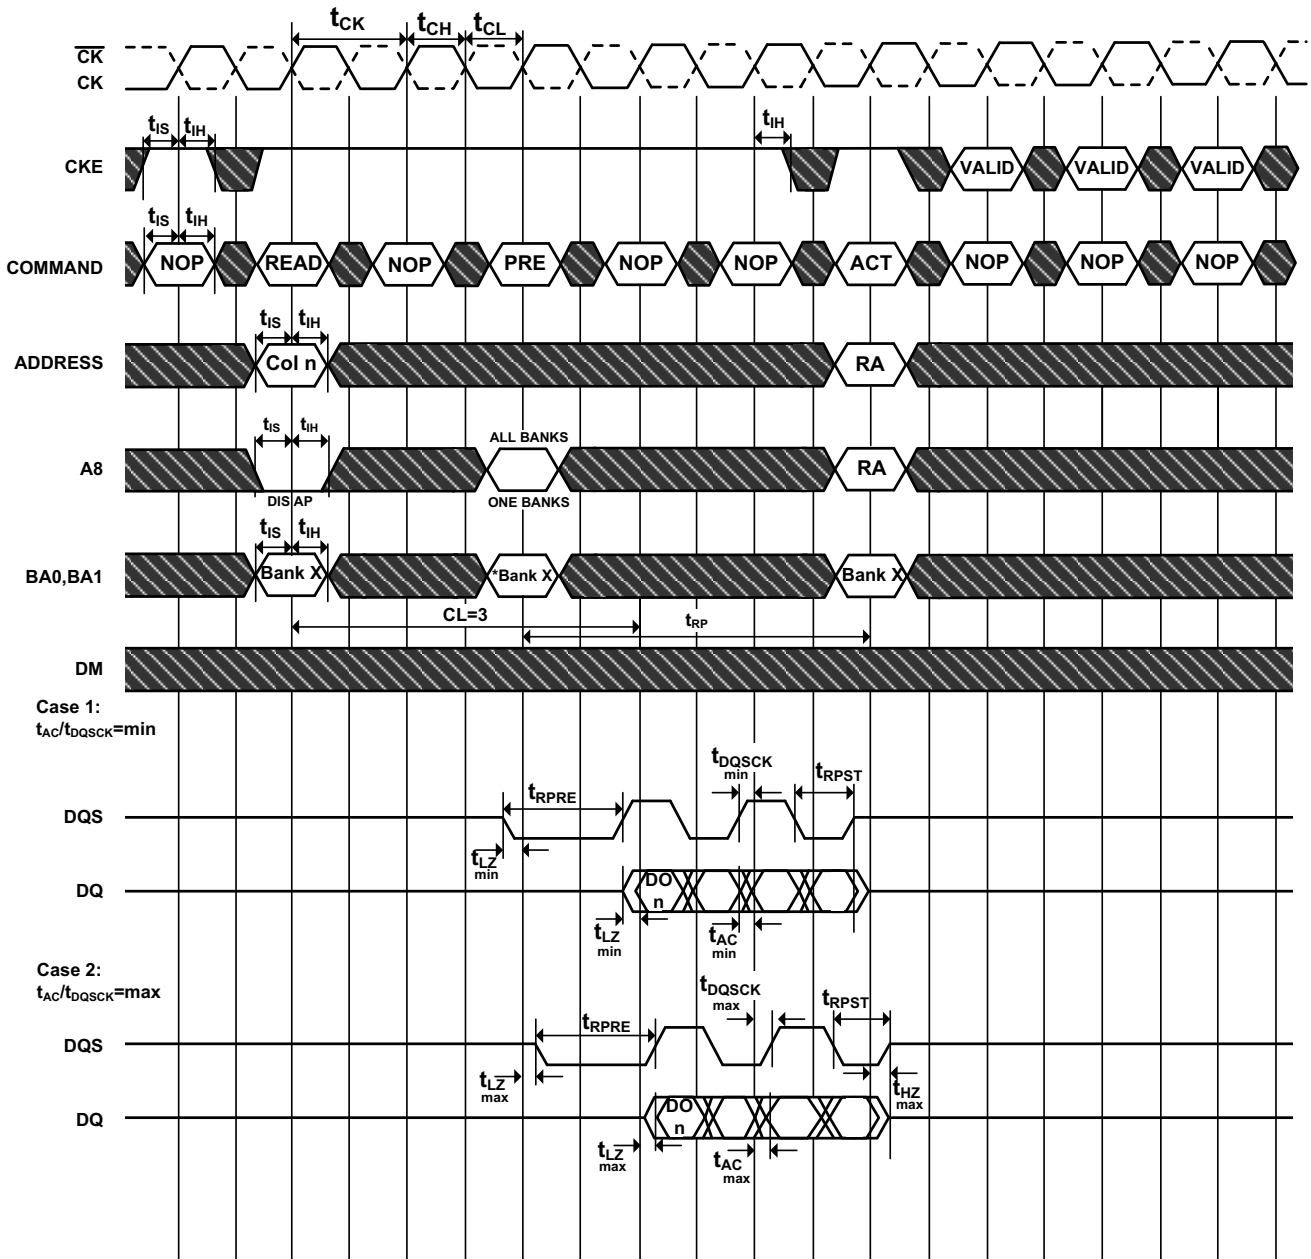 tCK tCH tCL
CK
CK
tIS tIH tIH
CKE VALID VALID VALID
tIS tIH
COMMAND NOP READ NOP PRE NOP NOP ACT NOP NOP NOP
tIS tIH
ADDRESS Col n RA
tIS tIH ALL BANKS
A8 RA
DIS AP ONE BANKS
tIS tIH
BA0,BA1 Bank X *Bank X Bank X
CL=3 tRP
DM
Case 1:
tAC/tDQSCK=min
tDQSCK min tRPST
tRPRE
DQS
tLZ min
DQ DO n
tLZ min tAC min
Case 2:
tAC/tDQSCK=max
tDQSCK max tRPST
tRPRE
DQS
tLZ max tHZ max
DQ DO n
tLZ max tAC max